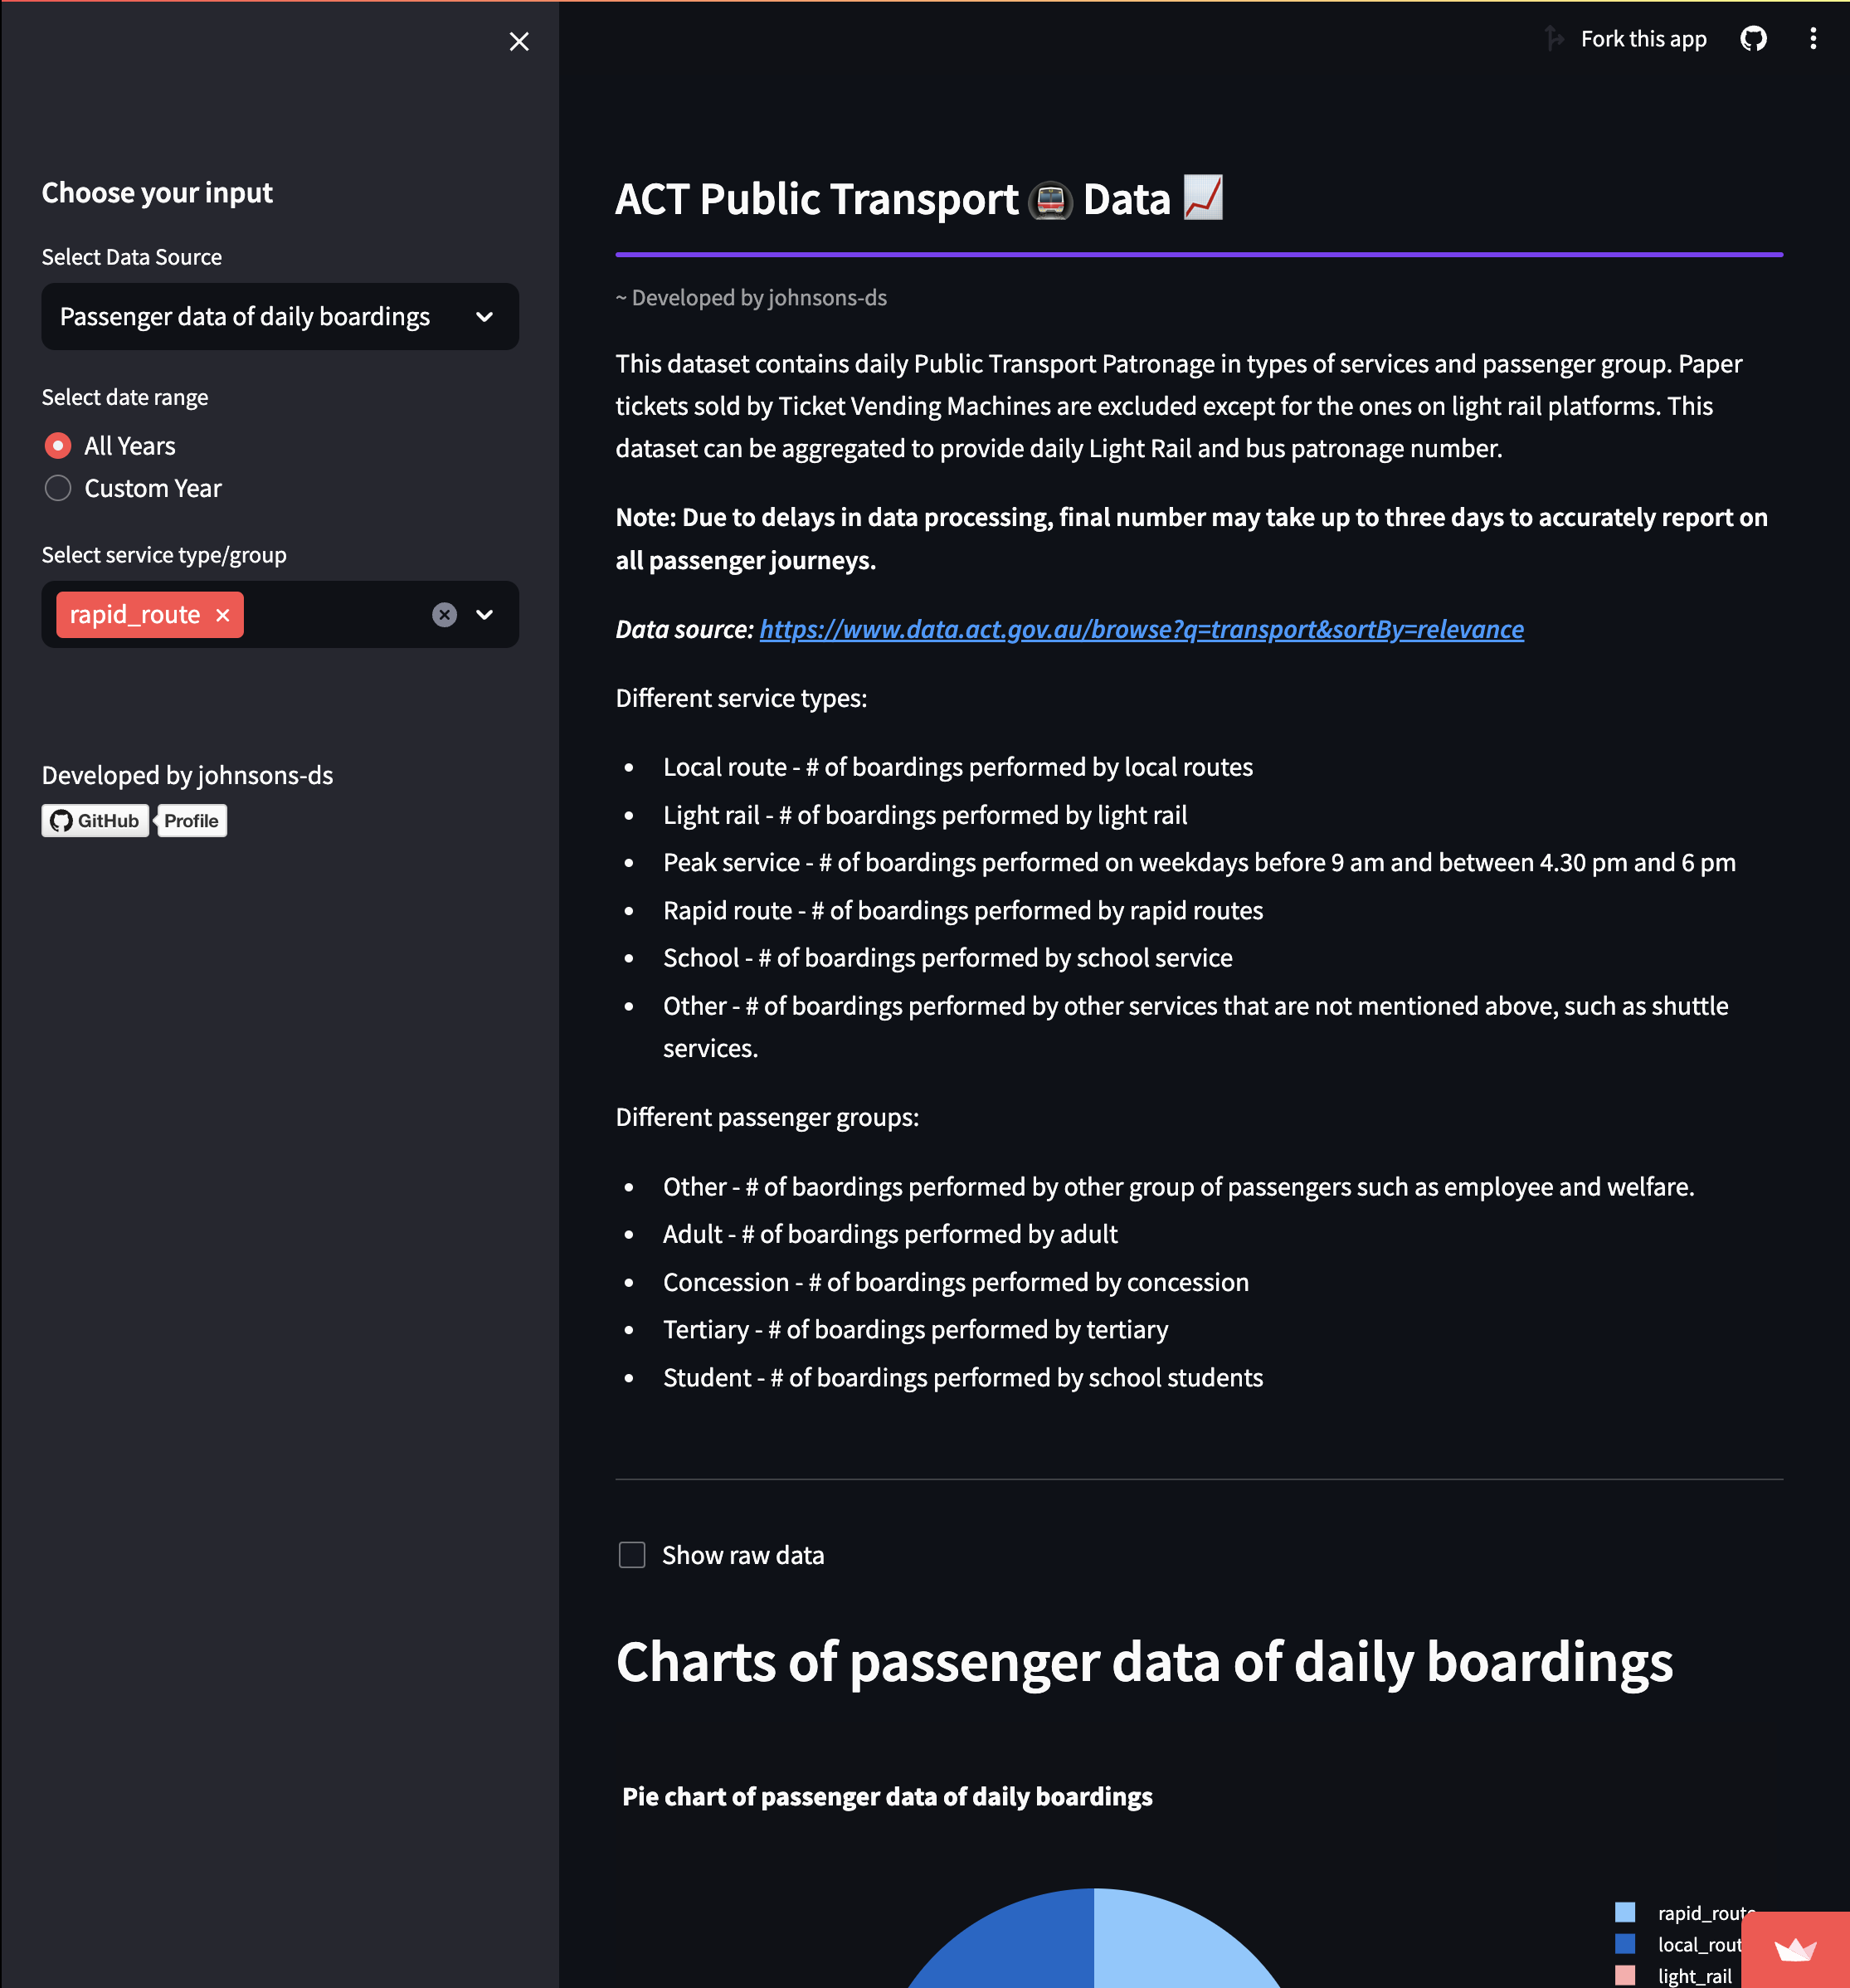 Fork this app
Choose your input
Select Data Source
Passenger data of daily boardings
Select date range
All Years
Custom Year
Select service type/group
rapid_route
Developed by johnsons-ds
GitHub
Profile
ACT Public Transport Data
~ Developed by johnsons-ds
This dataset contains daily Public Transport Patronage in types of services and passenger group. Paper
tickets sold by Ticket Vending Machines are excluded except for the ones on light rail platforms. This
dataset can be aggregated to provide daily Light Rail and bus patronage number.
Note: Due to delays in data processing, final number may take up to three days to accurately report on
all passenger journeys.
Data source: https://www.data.act.gov.au/browse?q=transport&sortBy=relevance
Different service types:
• Local route - # of boardings performed by local routes
• Light rail - # of boardings performed by light rail
• Peak service - # of boardings performed on weekdays before 9 am and between 4.30 pm and 6 pm
• Rapid route - # of boardings performed by rapid routes
• School - # of boardings performed by school service
• Other - # of boardings performed by other services that are not mentioned above, such as shuttle
services.
Different passenger groups:
• Other - # of baordings performed by other group of passengers such as employee and welfare.
• Adult - # of boardings performed by adult
• Concession - # of boardings performed by concession
• Tertiary - # of boardings performed by tertiary
• Student - # of boardings performed by school students
Show raw data
Charts of passenger data of daily boardings
Pie chart of passenger data of daily boardings
rapid_route
local_rout
light_rail